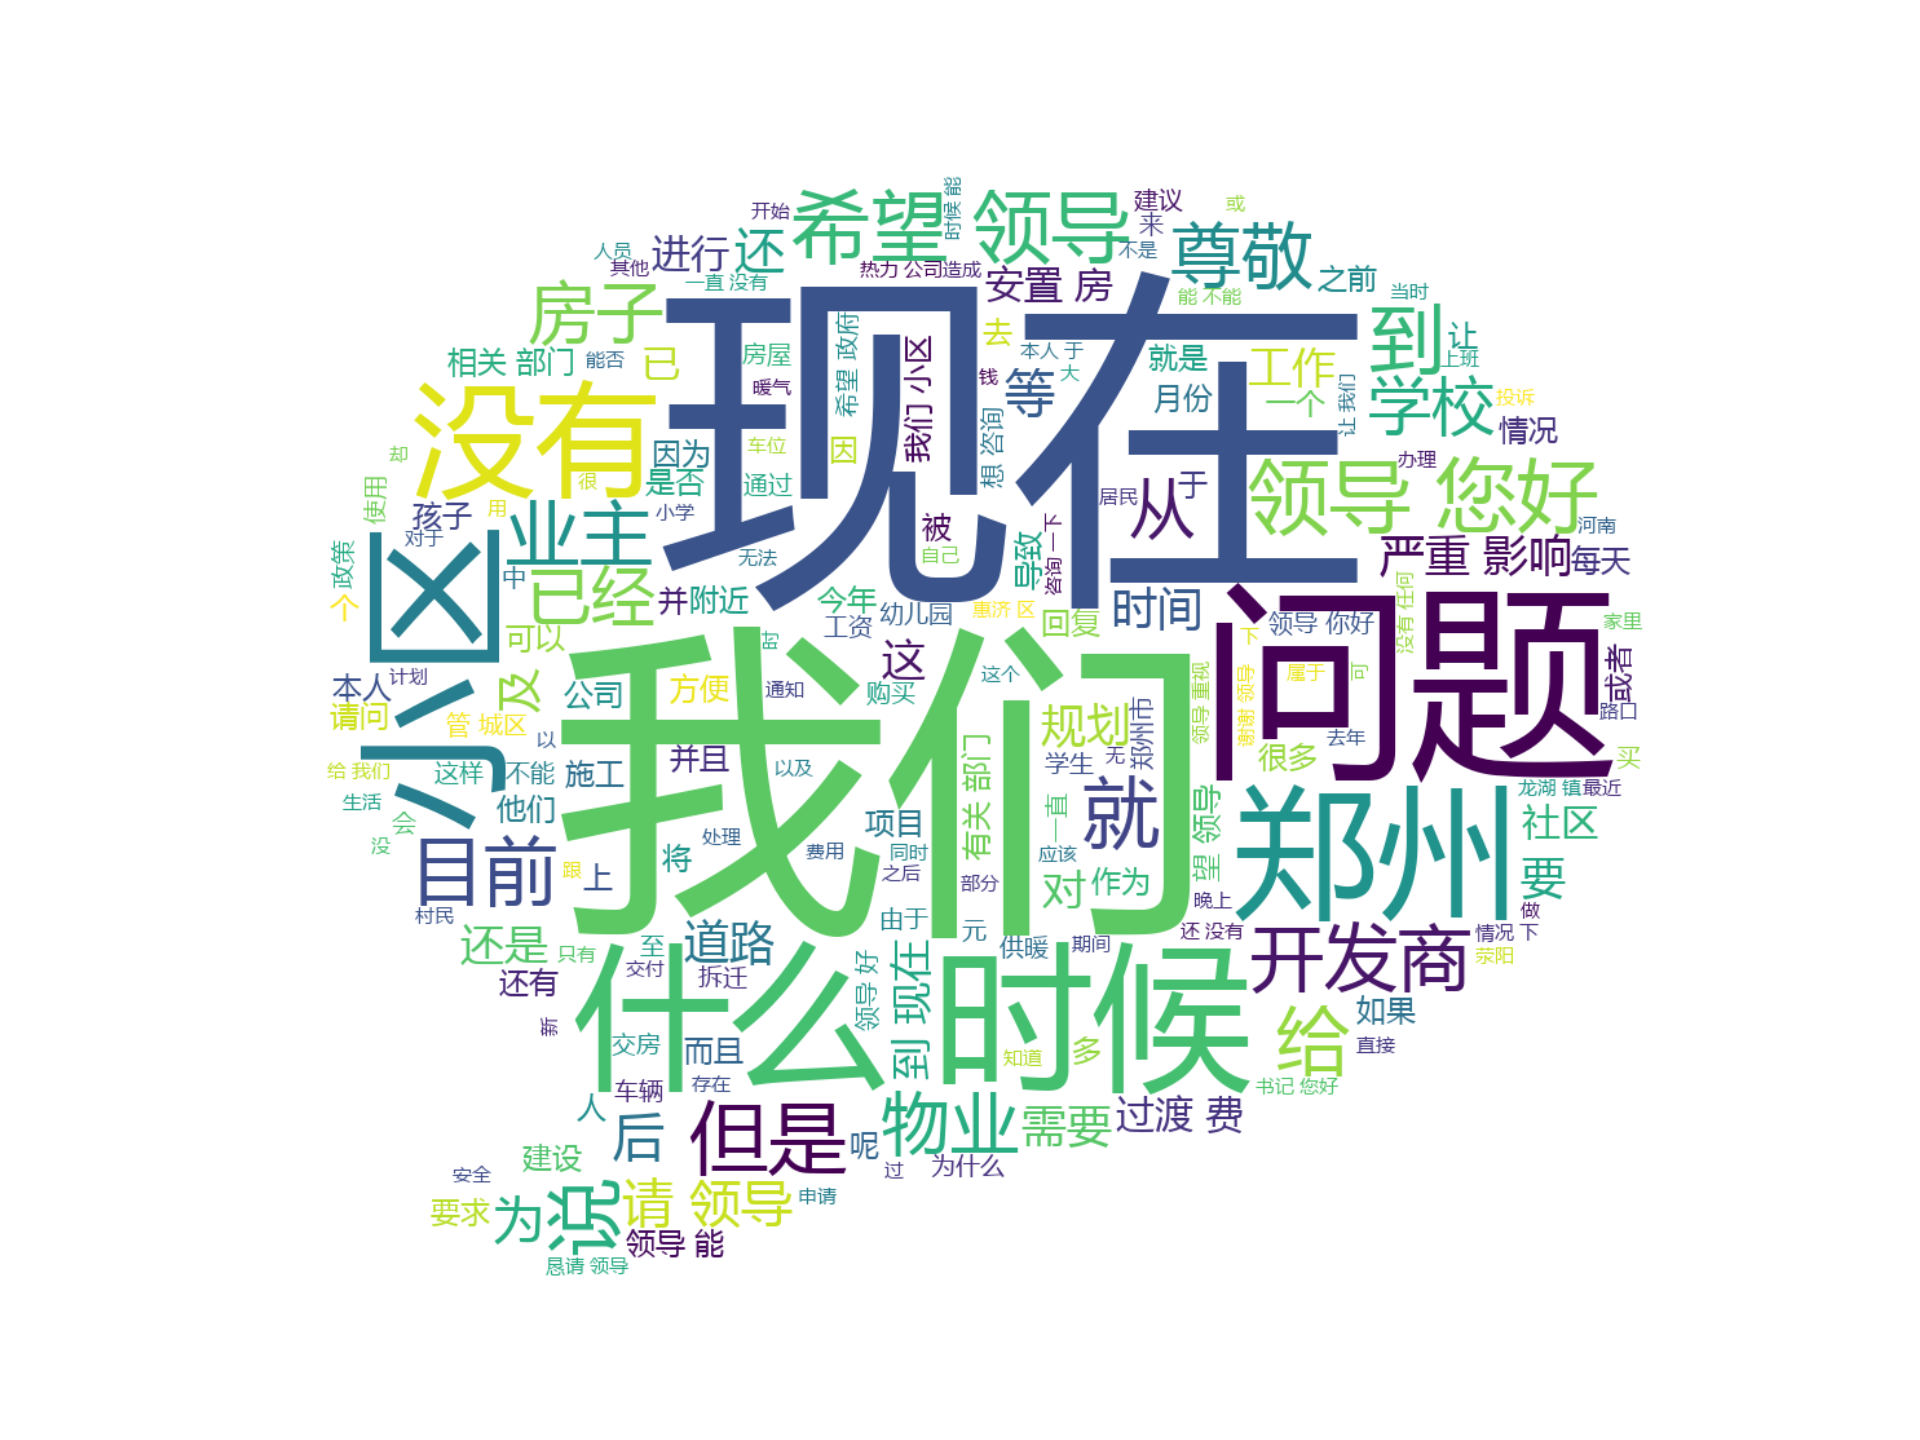 时候 能
建议
或
开始
希望 领导
来
人员
进行
还
不是
尊敬
其他
热力 公司造成
之前
一直 没有
安置 房
能 不能
当时
房子
现在
到
让
相关 部门
能否
已
房屋
希望 政府
我们 小区
去
本人 于
就是
工作
上班
暖气
钱
等
大
月份
一个
让 我们
学校
投诉
没有
车位
因
想 咨询
情况
却
因为
办理
使用
很
是否
通过
从
于
领导 您好
孩子
用
业主
小学
居民
河南
对于
被
政策
中
无法
自己
导致
咨询 一下
严重 影响
每天
个
已经
并
附近
今年
幼儿园
惠济 区
回复
时间
领导 你好
没有 任何
家里
小区
可以
工资
下
问题
本人
计划
及
公司
方便
通知
这
购买
这个
我们
领导 重视
谢谢 领导
属于
可
或者
请问
管 城区
规划
郑州市
路口
以
并且
以及
有关 部门
学生
无
很多
去年
买
给 我们
这样
不能
施工
龙湖 镇
最近
生活
他们
项目
一直
就
郑州
社区
会
没
处理
费用
同时
应该
望 领导
目前
跟
上
将
之后
部分
对
作为
要
晚上
村民
做
还是
只有
至
道路
由于
元
供暖
期间
还 没有
开发商
情况 下
荥阳
还有
交付
拆迁
什么 时候
领导 好
到 现在
新
交房
而且
知道
多
给
如果
直接
车辆
存在
书记 您好
人
后
但是
呢
物业
需要
过渡 费
建设
安全
过
为什么
要求
为
说
请 领导
申请
领导 能
恳请 领导